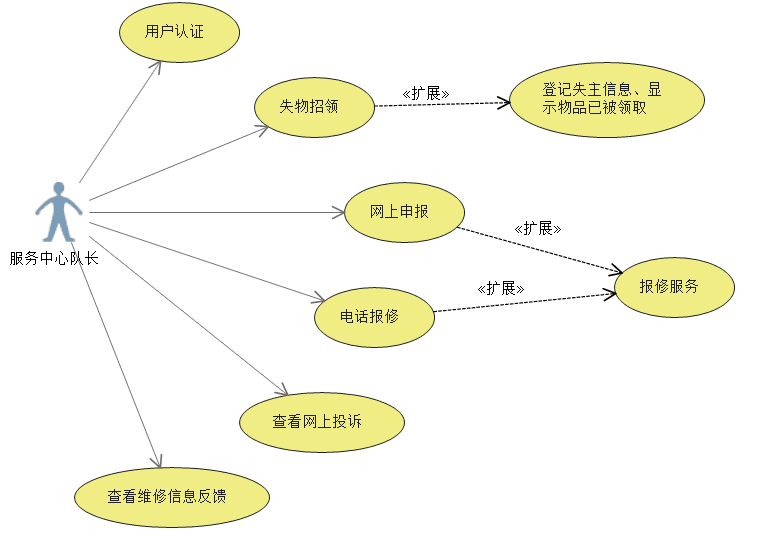 用户认证
失物招领
«扩展»
登记失主信息、显
示物品已被领取
网上申报
«扩展»
服务中心队长
«扩展»
报修服务
电话报修
查看网上投诉
查看维修信息反馈